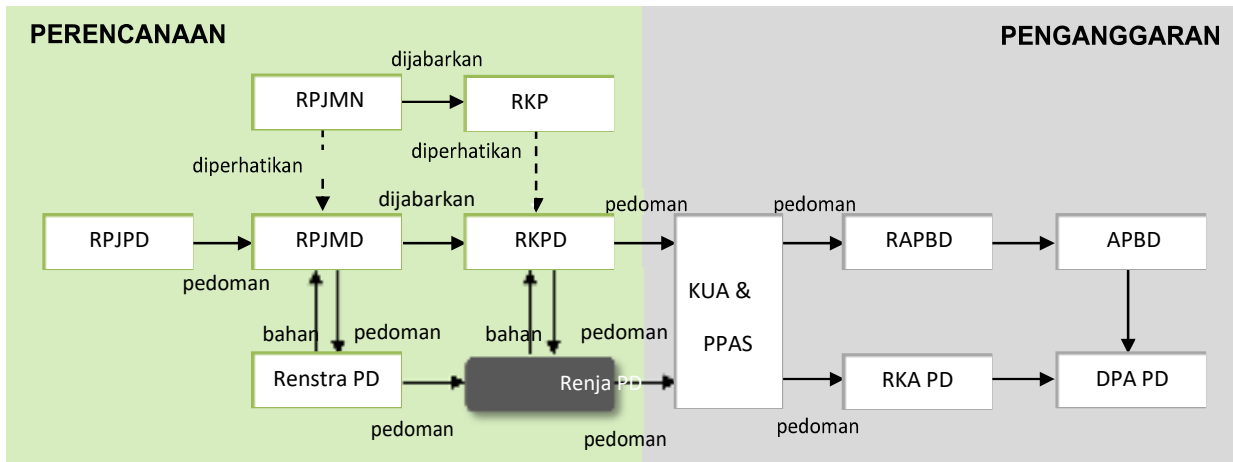 PERENCANAAN
PENGANGGARAN
dijabarkan
RPJMN
RKP
diperhatikan
diperhatikan
dijabarkan
pedoman
pedoman
RPJPD
RPJMD
RKPD
RAPBD
APBD
pedoman
KUA &
PPAS
bahan
pedoman
bahan
pedoman
Renstra PD
Renja PD
RKA PD
DPA PD
pedoman
pedoman
pedoman